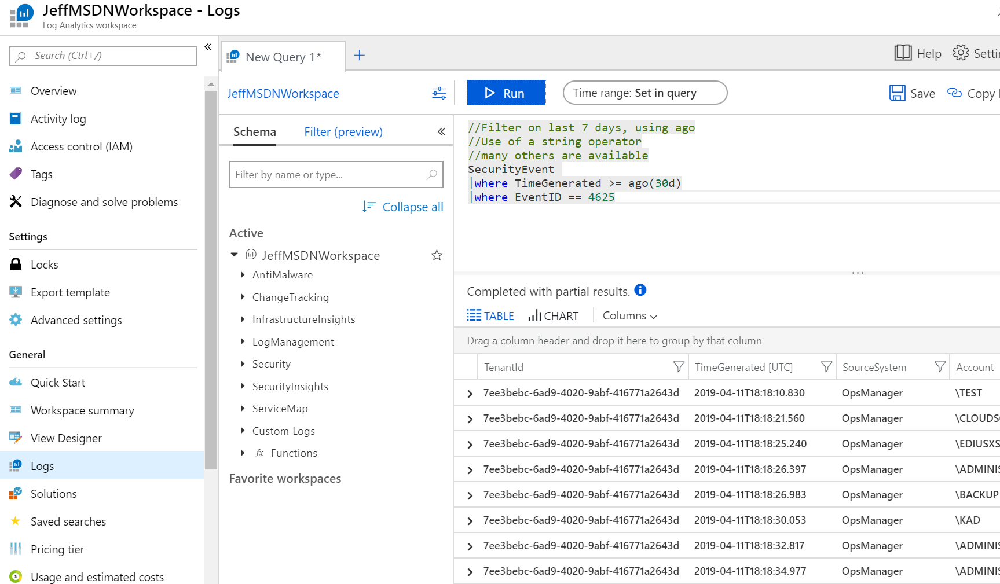 JeffMSDNWorkspace - Logs
Log Analytics workspace
Search (Ctrl+/)
Overview
Activity log
Access control (IAM)
Tags
Diagnose and solve problems
Settings
Locks
Export template
Advanced settings
General
Quick Start
Workspace summary
View Designer
Logs
Solutions
Saved searches
Pricing tier
Usage and estimated costs
New Query 1*
Help
JeffMSDNWorkspace
Run
Time range: Set in query
Save
Copy
Schema
Filter (preview)
Filter by name or type...
Collapse all
Active
JeffMSDNWorkspace
AntiMalware
ChangeTracking
InfrastructureInsights
LogManagement
Security
SecurityInsights
ServiceMap
Custom Logs
fx Functions
Favorite workspaces
//Filter on last 7 days, using ago
//Use of a string operator
//many others are available
SecurityEvent
|where TimeGenerated >= ago(30d)
|where EventID == 4625
Completed with partial results.
TABLE CHART Columns
Drag a column header and drop it here to group by that column
TenantId TimeGenerated [UTC] SourceSystem Account
7ee3bebc-6ad9-4020-9abf-416771a2643d 2019-04-11T18:18:10.830 OpsManager \TEST
7ee3bebc-6ad9-4020-9abf-416771a2643d 2019-04-11T18:18:21.560 OpsManager \CLOUDS
7ee3bebc-6ad9-4020-9abf-416771a2643d 2019-04-11T18:18:25.240 OpsManager \EDIUSXS
7ee3bebc-6ad9-4020-9abf-416771a2643d 2019-04-11T18:18:26.397 OpsManager \ADMINIS
7ee3bebc-6ad9-4020-9abf-416771a2643d 2019-04-11T18:18:26.983 OpsManager \BACKUP
7ee3bebc-6ad9-4020-9abf-416771a2643d 2019-04-11T18:18:30.053 OpsManager \KAD
7ee3bebc-6ad9-4020-9abf-416771a2643d 2019-04-11T18:18:32.817 OpsManager \ADMINIS
7ee3bebc-6ad9-4020-9abf-416771a2643d 2019-04-11T18:18:34.977 OpsManager \ADMINIS